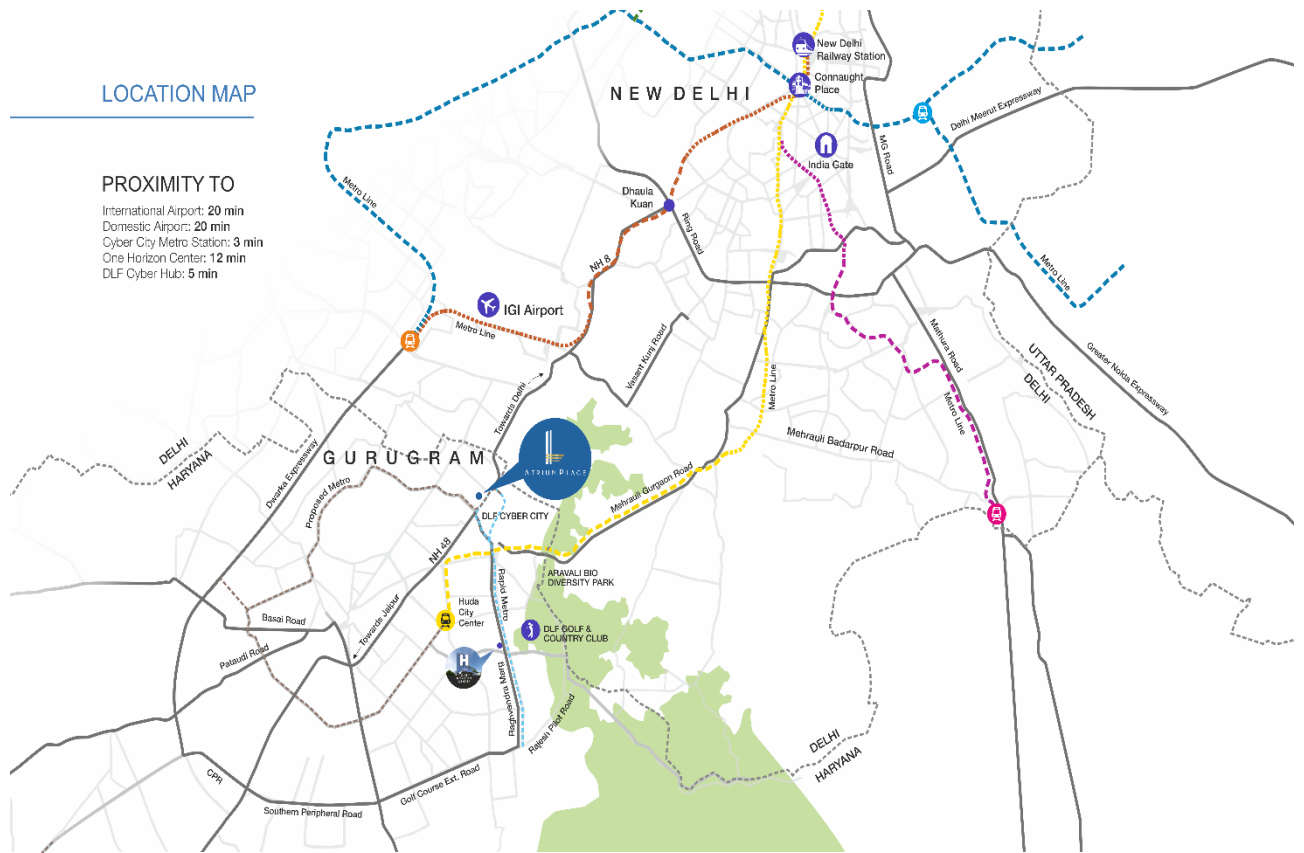 LOCATION MAP
PROXIMITY TO
International Airport: 20 min
Domestic Airport: 20 min
Cyber City Metro Station: 3 min
One Horizon Center: 12 min
DLF Cyber Hub: 5 min
New Delhi
Railway Station
Connaught
Place
NEW DELHI
India Gate
MG Road
Delhi Meerut Expressway
Metro Line
Dhaula
Kuan
Ring Road
NH 8
IGI Airport
Metro Line
Metro Line
Vasant Kunj Road
Towards Delhi
Mathura Road
Metro Line
Metro Line
Greater Noida Expressway
UTTAR PRADESH
DELHI
Mehrauli Badarpur Road
DELHI
HARYANA
Dwarka Expressway
GURUGRAM
ATRIUM PLACE
Proposed Metro
DLF CYBER CITY
Mehrauli Gurgaon Road
NH 48
ARAVALI BIO
DIVERSITY PARK
Rapid Metro
Huda
City
Center
DLF GOLF &
COUNTRY CLUB
H
Basai Road
Pataudi Road
Towards Jaipur
Raghvendra Marg
Rajesh Pilot Road
DELHI
HARYANA
CPR
Golf Course Ext. Road
Southern Peripheral Road